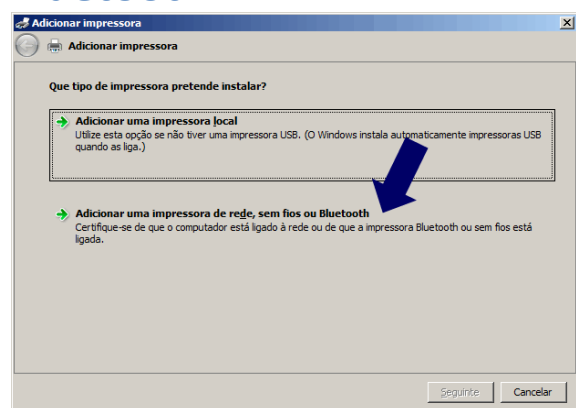 Adicionar impressora
Adicionar impressora
Que tipo de impressora pretende instalar?
Adicionar uma impressora local
Utilize esta opção se não tiver uma impressora USB. (O Windows instala automaticamente impressoras USB
quando as liga.)
Adicionar uma impressora de rede, sem fios ou Bluetooth
Certifique-se de que o computador está ligado à rede ou de que a impressora Bluetooth ou sem fios está
ligada.
Seguinte Cancelar